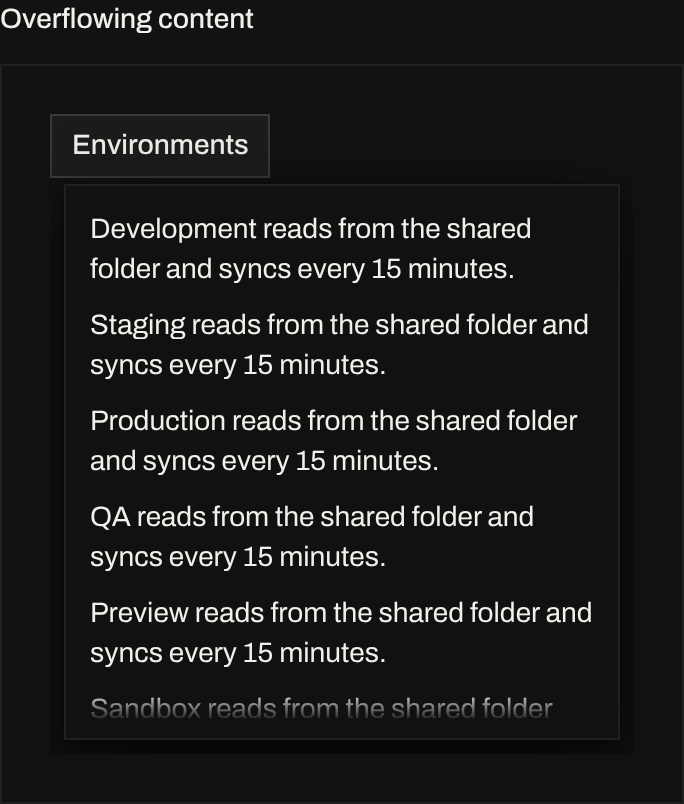 Overflowing content
Environments
Development reads from the shared
folder and syncs every 15 minutes.
Staging reads from the shared folder and
syncs every 15 minutes.
Production reads from the shared folder
and syncs every 15 minutes.
QA reads from the shared folder and
syncs every 15 minutes.
Preview reads from the shared folder and
syncs every 15 minutes.
Sandbox reads from the shared folder